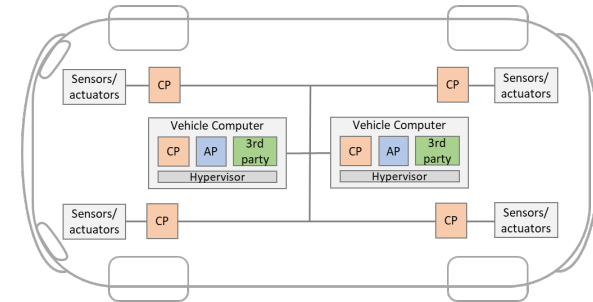 Sensors/
actuators
CP
CP
Sensors/
actuators
Vehicle Computer
CP
AP
3rd
party
Hypervisor
Vehicle Computer
CP
AP
3rd
party
Hypervisor
Sensors/
actuators
CP
CP
Sensors/
actuators